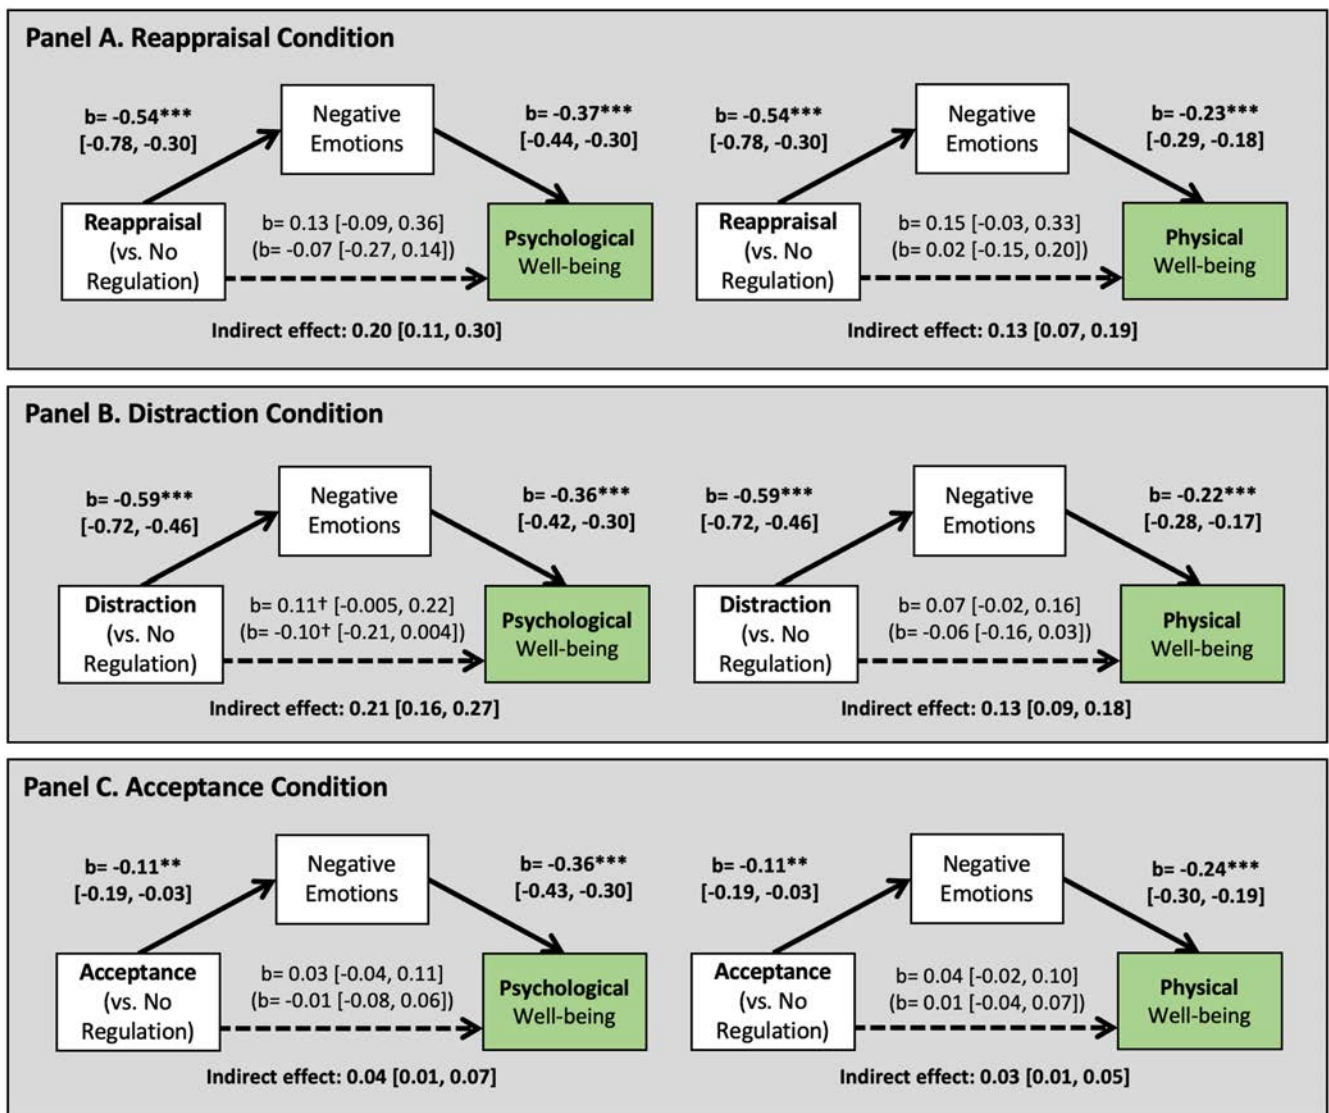 Panel A. Reappraisal Condition
b= -0.54***
[-0.78, -0.30]
Negative
Emotions
b= -0.37***
[-0.44, -0.30]
Reappraisal
(vs. No
Regulation)
b= 0.13 [-0.09, 0.36]
(b= -0.07 [-0.27, 0.14])
Psychological
Well-being
Indirect effect: 0.20 [0.11, 0.30]
b= -0.54***
[-0.78, -0.30]
Negative
Emotions
b= -0.23***
[-0.29, -0.18]
Reappraisal
(vs. No
Regulation)
b= 0.15 [-0.03, 0.33]
(b= 0.02 [-0.15, 0.20])
Physical
Well-being
Indirect effect: 0.13 [0.07, 0.19]
Panel B. Distraction Condition
b= -0.59***
[-0.72, -0.46]
Negative
Emotions
b= -0.36***
[-0.42, -0.30]
Distraction
(vs. No
Regulation)
b= 0.11† [-0.005, 0.22]
(b= -0.10† [-0.21, 0.004])
Psychological
Well-being
Indirect effect: 0.21 [0.16, 0.27]
b= -0.59***
[-0.72, -0.46]
Negative
Emotions
b= -0.22***
[-0.28, -0.17]
Distraction
(vs. No
Regulation)
b= 0.07 [-0.02, 0.16]
(b= -0.06 [-0.16, 0.03])
Physical
Well-being
Indirect effect: 0.13 [0.09, 0.18]
Panel C. Acceptance Condition
b= -0.11**
[-0.19, -0.03]
Negative
Emotions
b= -0.36***
[-0.43, -0.30]
Acceptance
(vs. No
Regulation)
b= 0.03 [-0.04, 0.11]
(b= -0.01 [-0.08, 0.06])
Psychological
Well-being
Indirect effect: 0.04 [0.01, 0.07]
b= -0.11**
[-0.19, -0.03]
Negative
Emotions
b= -0.24***
[-0.30, -0.19]
Acceptance
(vs. No
Regulation)
b= 0.04 [-0.02, 0.10]
(b= 0.01 [-0.04, 0.07])
Physical
Well-being
Indirect effect: 0.03 [0.01, 0.05]